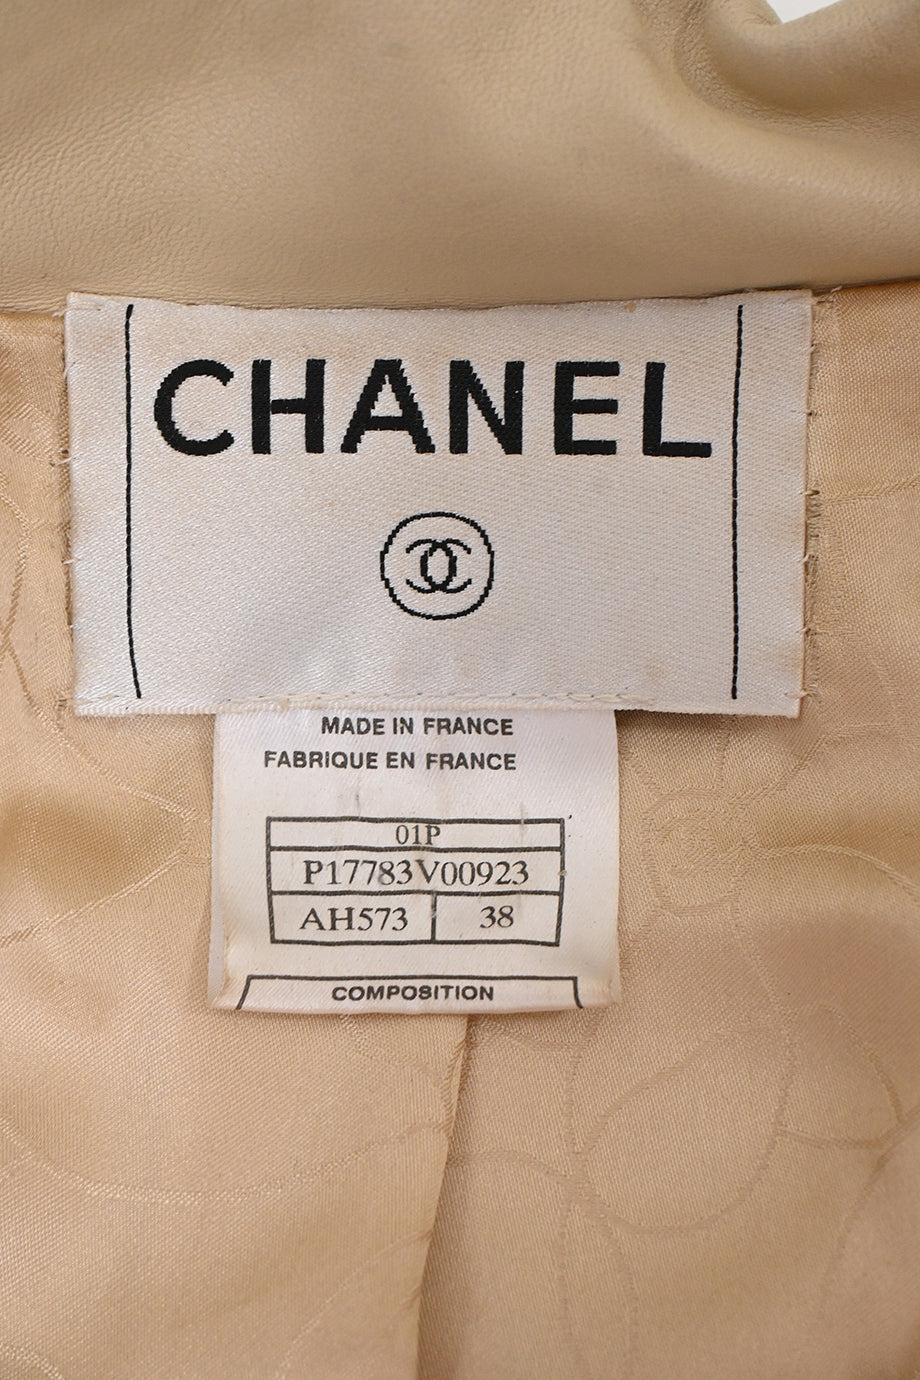 CHANEL
MADE IN FRANCE
FABRIQUE EN FRANCE
01P
P17783V00923
AH573 38
COMPOSITION